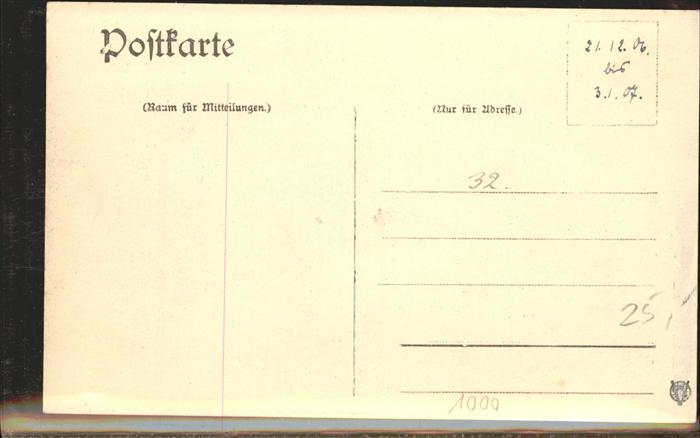 Postkarte
21.12.06.
bis
3.1.07.
(Raum für Mitteilungen.)
(Nur für Adresse.)
32.
25,
1000